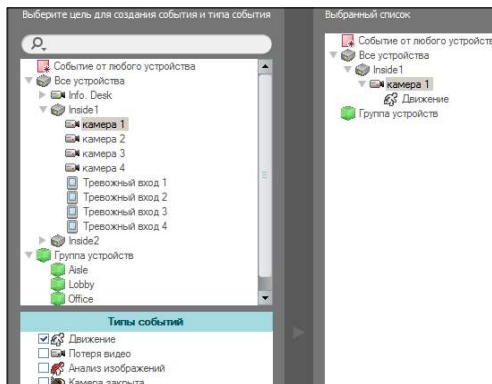 Выберите цель для создания события и типа события
Событие от любого устройства
Все устройства
Info. Desk
Inside1
камера 1
камера 2
камера 3
камера 4
Тревожный вход 1
Тревожный вход 2
Тревожный вход 3
Тревожный вход 4
Inside2
Группа устройств
Aisle
Lobby
Office
Типы событий
Движение
Потеря видео
Анализ изображений
Камера закрыта
Выбранный список
Событие от любого устройств
Все устройства
Inside1
камера 1
Движение
Группа устройств